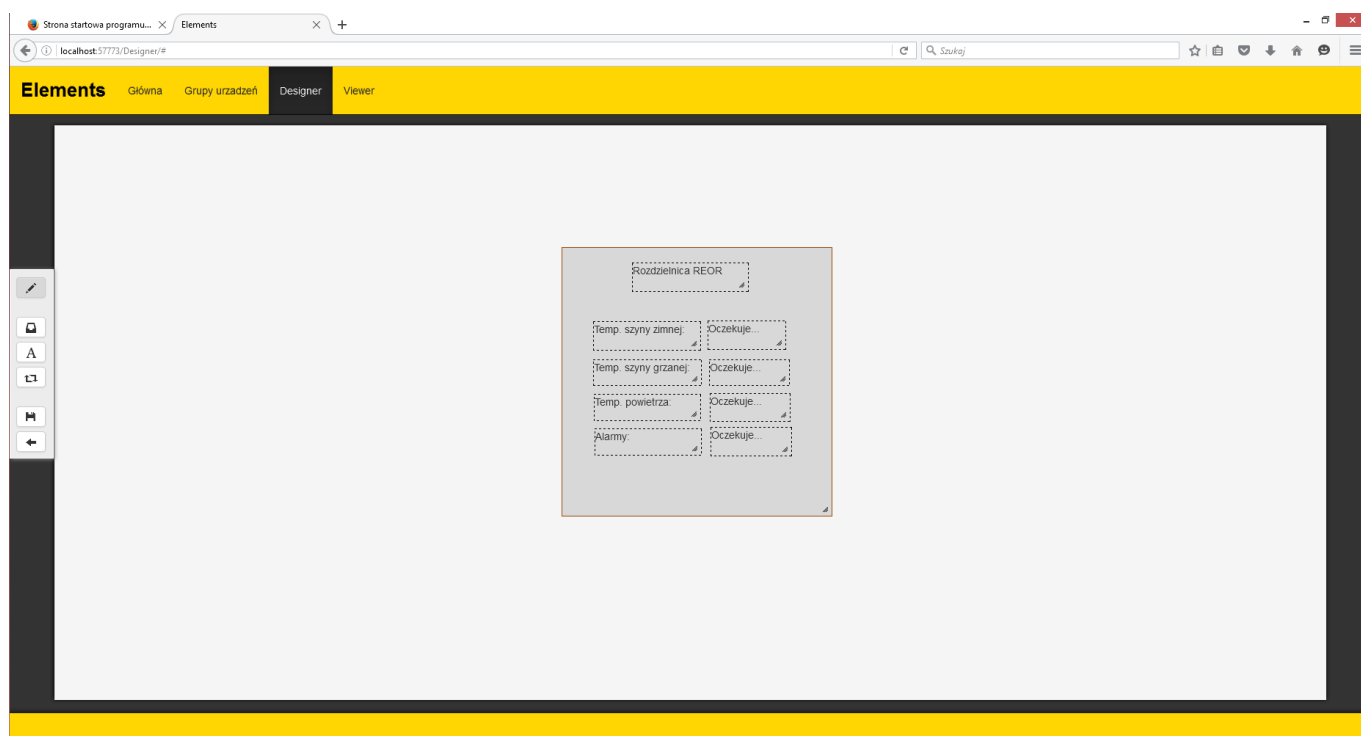 Strona startowa programu...
Elements
localhost:57773/Designer/#
Szukaj
Elements
Główna
Grupy urzadzeń
Designer
Viewer
A
Rozdzielnica REOR
Temp. szyny zimnej:
Oczekuje...
Temp. szyny grzanej:
Oczekuje...
Temp. powietrza:
Oczekuje...
Alarmy:
Oczekuje...